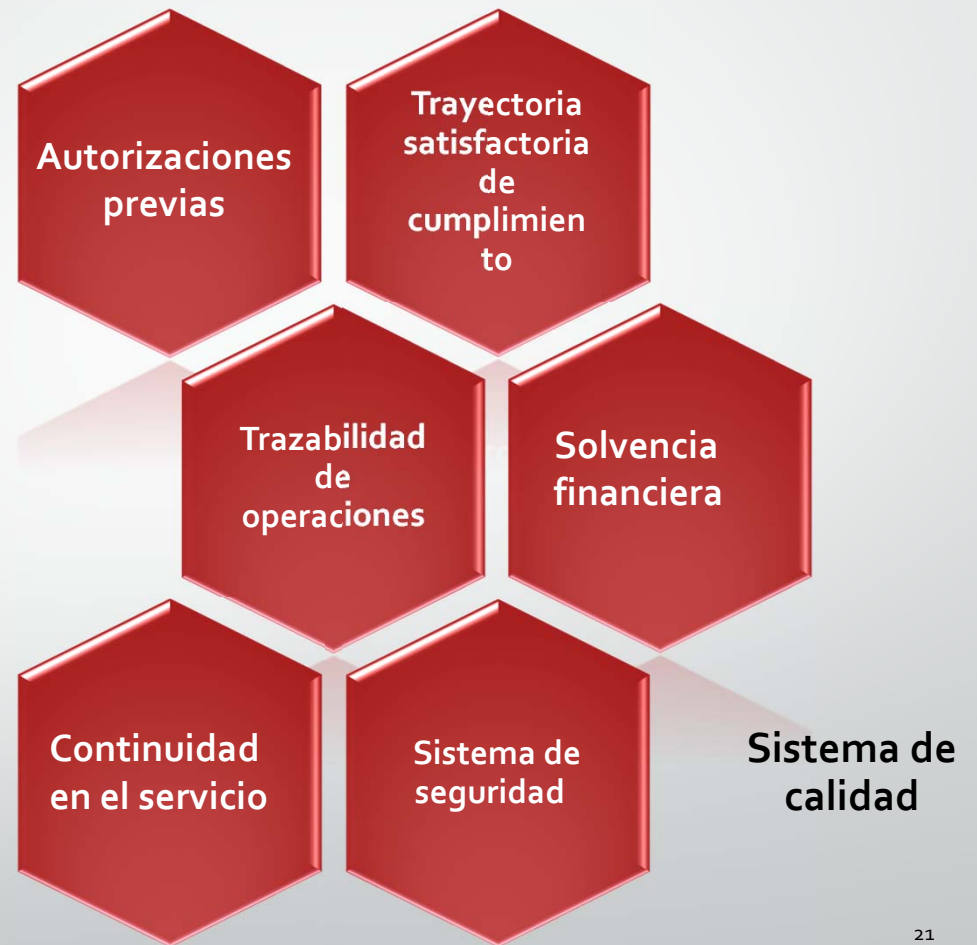 Autorizaciones
previas
Trayectoria
satisfactoria
de
cumplimien
to
Trazabilidad
de
operaciones
Solvencia
financiera
Continuidad
en el servicio
Sistema de
seguridad
Sistema de
calidad
21